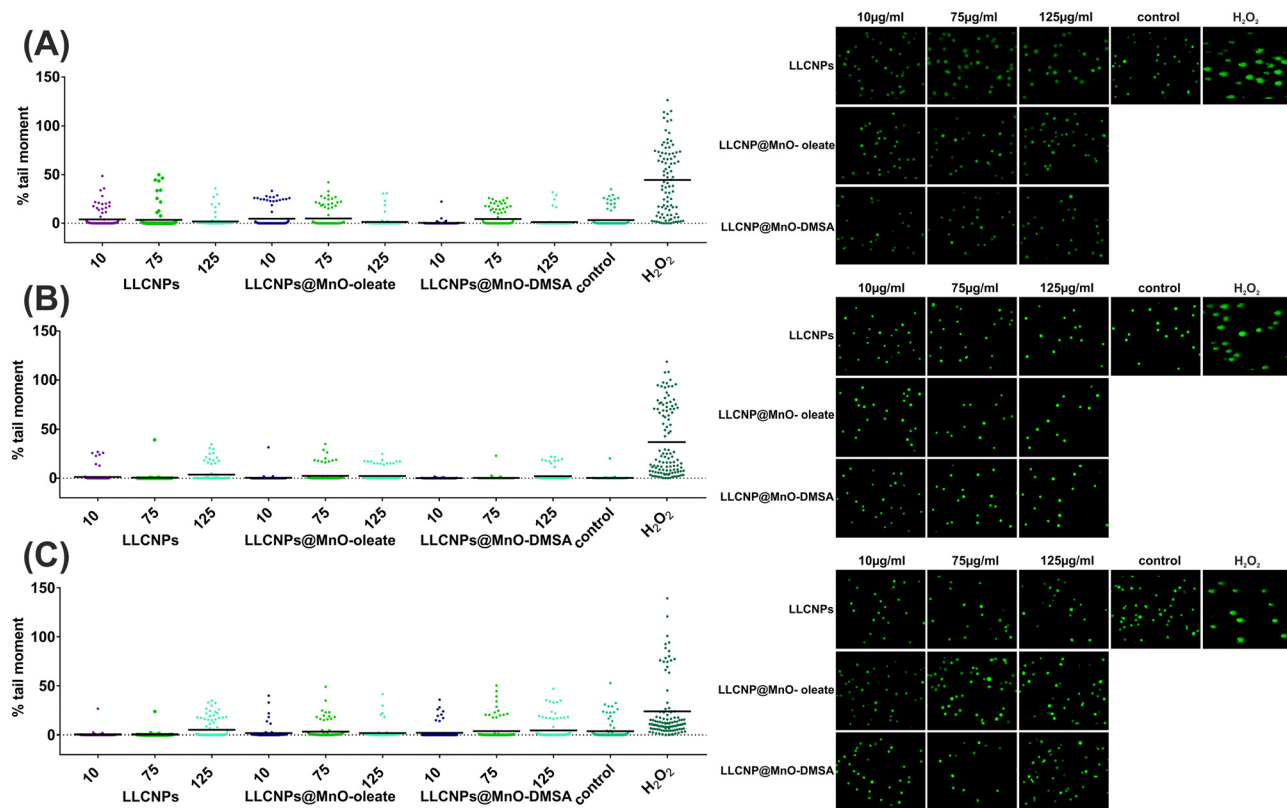 (A)
% tail moment
150
100
50
0
10 75 125 10 75 125 10 75 125 control H₂O₂
LLCNPs LLCNPs@MnO-oleate LLCNPs@MnO-DMSA
10µg/ml 75µg/ml 125µg/ml control H₂O₂
LLCNPs
LLCNP@MnO- oleate
LLCNP@MnO-DMSA
(B)
% tail moment
150
100
50
0
10 75 125 10 75 125 10 75 125 control H₂O₂
LLCNPs LLCNPs@MnO-oleate LLCNPs@MnO-DMSA
10µg/ml 75µg/ml 125µg/ml control H₂O₂
LLCNPs
LLCNP@MnO- oleate
LLCNP@MnO-DMSA
(C)
% tail moment
150
100
50
0
10 75 125 10 75 125 10 75 125 control H₂O₂
LLCNPs LLCNPs@MnO-oleate LLCNPs@MnO-DMSA
10µg/ml 75µg/ml 125µg/ml control H₂O₂
LLCNPs
LLCNP@MnO- oleate
LLCNP@MnO-DMSA